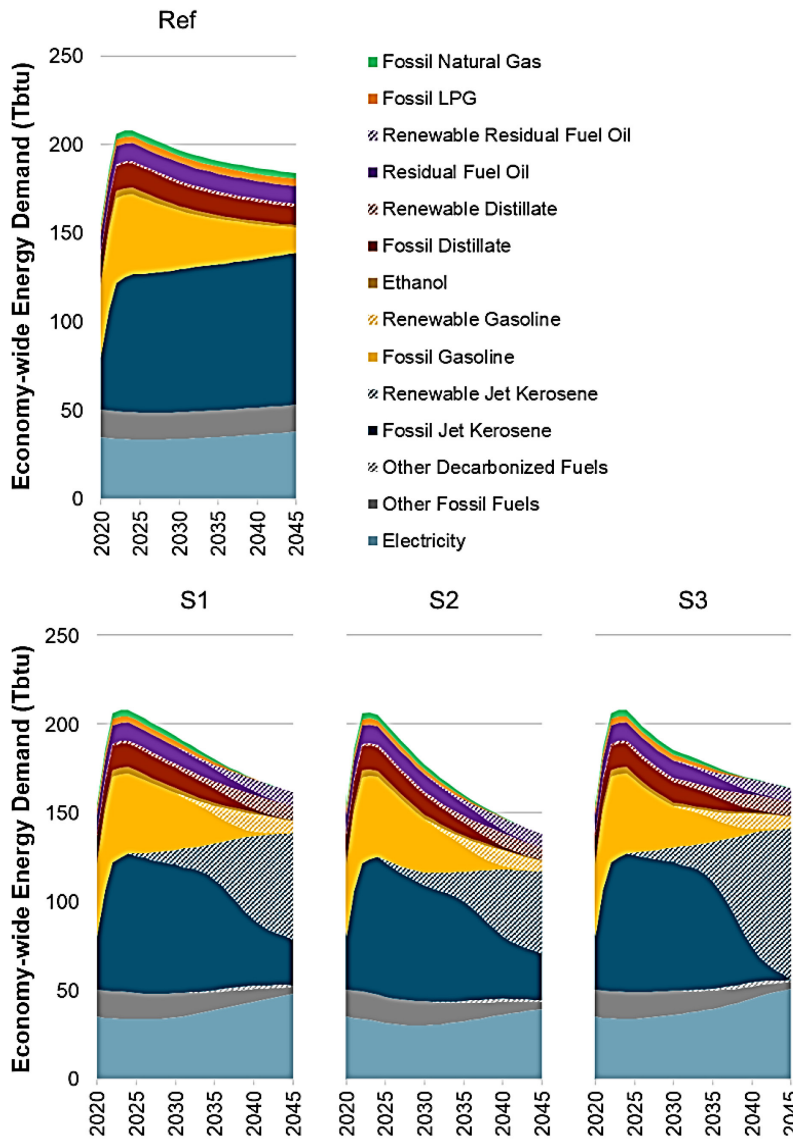 Ref
Economy-wide Energy Demand (Tbtu)
250
200
150
100
50
0
2020
2025
2030
2035
2040
2045
Fossil Natural Gas
Fossil LPG
Renewable Residual Fuel Oil
Residual Fuel Oil
Renewable Distillate
Fossil Distillate
Ethanol
Renewable Gasoline
Fossil Gasoline
Renewable Jet Kerosene
Fossil Jet Kerosene
Other Decarbonized Fuels
Other Fossil Fuels
Electricity
S1
S2
S3
Economy-wide Energy Demand (Tbtu)
250
200
150
100
50
0
2020
2025
2030
2035
2040
2045
2020
2025
2030
2035
2040
2045
2020
2025
2030
2035
2040
2045